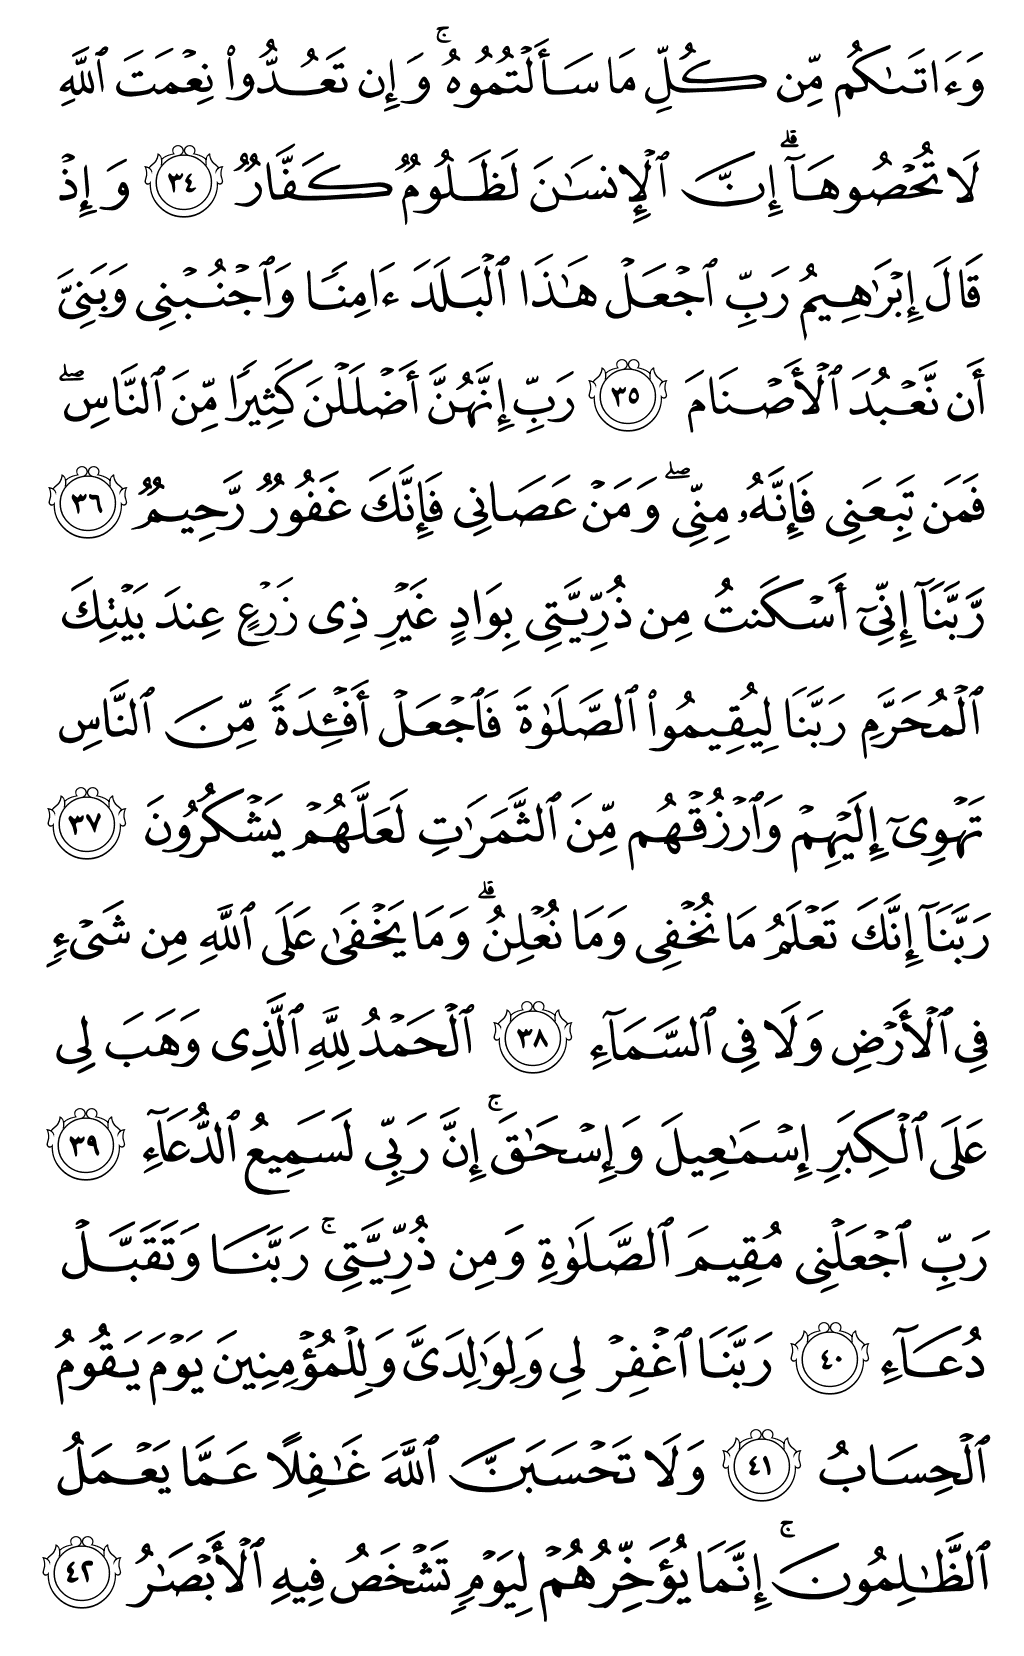 وَءَاتَىٰكُم مِّن كُلِّ مَا سَأَلْتُمُوهُ ۚ وَإِن تَعُدُّوا۟ نِعْمَتَ ٱللَّهِ
لَا تُحْصُوهَآ ۗ إِنَّ ٱلْإِنسَٰنَ لَظَلُومٌ كَفَّارٌ ٣٤ وَإِذْ
قَالَ إِبْرَٰهِيمُ رَبِّ ٱجْعَلْ هَٰذَا ٱلْبَلَدَ ءَامِنًا وَٱجْنُبْنِى وَبَنِىَّ
أَن نَّعْبُدَ ٱلْأَصْنَامَ ٣٥ رَبِّ إِنَّهُنَّ أَضْلَلْنَ كَثِيرًا مِّنَ ٱلنَّاسِ ۖ
فَمَن تَبِعَنِى فَإِنَّهُۥ مِنِّى ۖ وَمَنْ عَصَانِى فَإِنَّكَ غَفُورٌ رَّحِيمٌ ٣٦
رَّبَّنَآ إِنِّىٓ أَسْكَنتُ مِن ذُرِّيَّتِى بِوَادٍ غَيْرِ ذِى زَرْعٍ عِندَ بَيْتِكَ
ٱلْمُحَرَّمِ رَبَّنَا لِيُقِيمُوا۟ ٱلصَّلَوٰةَ فَٱجْعَلْ أَفْـِٔدَةً مِّنَ ٱلنَّاسِ
تَهْوِىٓ إِلَيْهِمْ وَٱرْزُقْهُم مِّنَ ٱلثَّمَرَٰتِ لَعَلَّهُمْ يَشْكُرُونَ ٣٧
رَبَّنَآ إِنَّكَ تَعْلَمُ مَا نُخْفِى وَمَا نُعْلِنُ ۗ وَمَا يَخْفَىٰ عَلَى ٱللَّهِ مِن شَىْءٍ
فِى ٱلْأَرْضِ وَلَا فِى ٱلسَّمَآءِ ٣٨ ٱلْحَمْدُ لِلَّهِ ٱلَّذِى وَهَبَ لِى
عَلَى ٱلْكِبَرِ إِسْمَٰعِيلَ وَإِسْحَٰقَ ۚ إِنَّ رَبِّى لَسَمِيعُ ٱلدُّعَآءِ ٣٩
رَبِّ ٱجْعَلْنِى مُقِيمَ ٱلصَّلَوٰةِ وَمِن ذُرِّيَّتِى ۚ رَبَّنَا وَتَقَبَّلْ
دُعَآءِ ٤٠ رَبَّنَا ٱغْفِرْ لِى وَلِوَٰلِدَىَّ وَلِلْمُؤْمِنِينَ يَوْمَ يَقُومُ
ٱلْحِسَابُ ٤١ وَلَا تَحْسَبَنَّ ٱللَّهَ غَٰفِلًا عَمَّا يَعْمَلُ
ٱلظَّٰلِمُونَ ۚ إِنَّمَا يُؤَخِّرُهُمْ لِيَوْمٍ تَشْخَصُ فِيهِ ٱلْأَبْصَٰرُ ٤٢